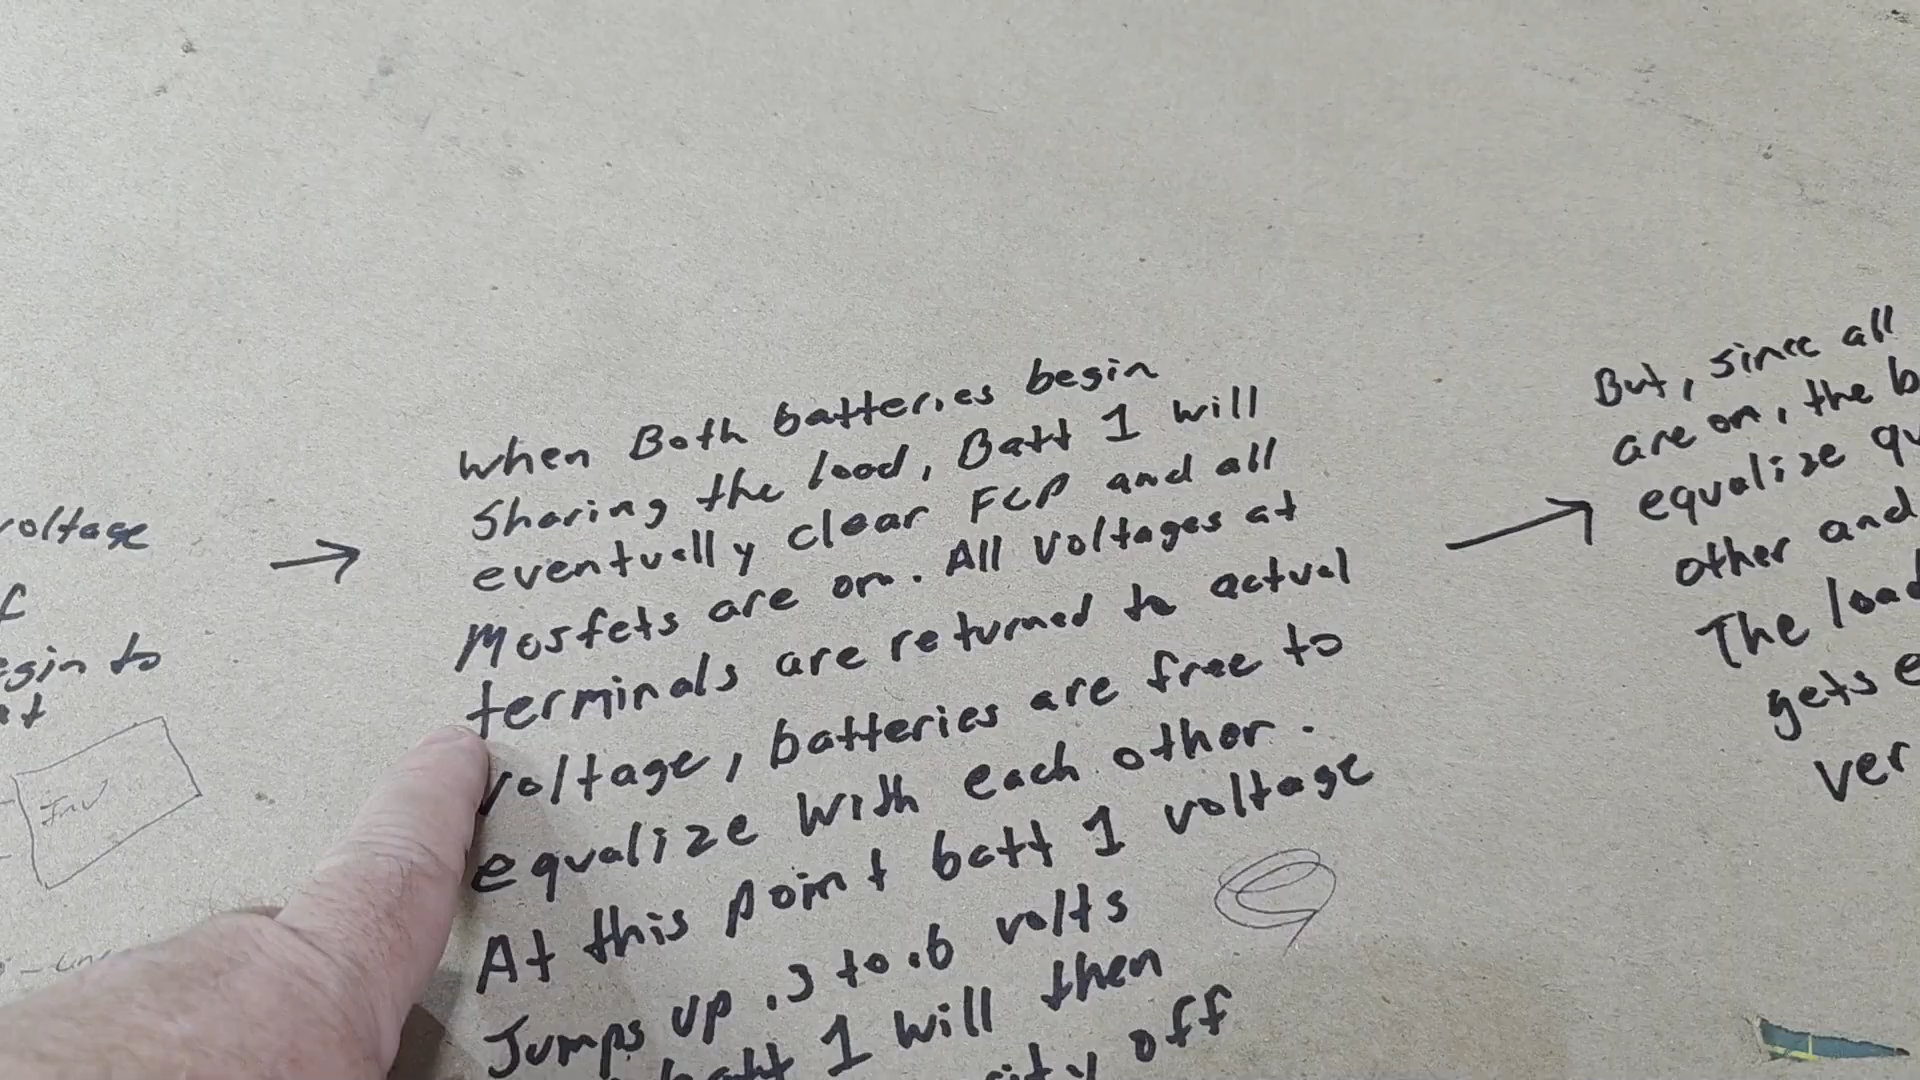 voltage
f
egin to
at
Inv
When Both batteries begin
Sharing the load, Batt 1 will
eventually clear FCP and all
Mosfets are on. All Voltages at
terminals are returned to actual
voltage, batteries are free to
equalize with each other.
At this point batt 1 voltage
Jumps up .3 to .6 volts
batt 1 will then
off
But, since all
are on, the b
equalize qu
other and
The load
gets e
ver